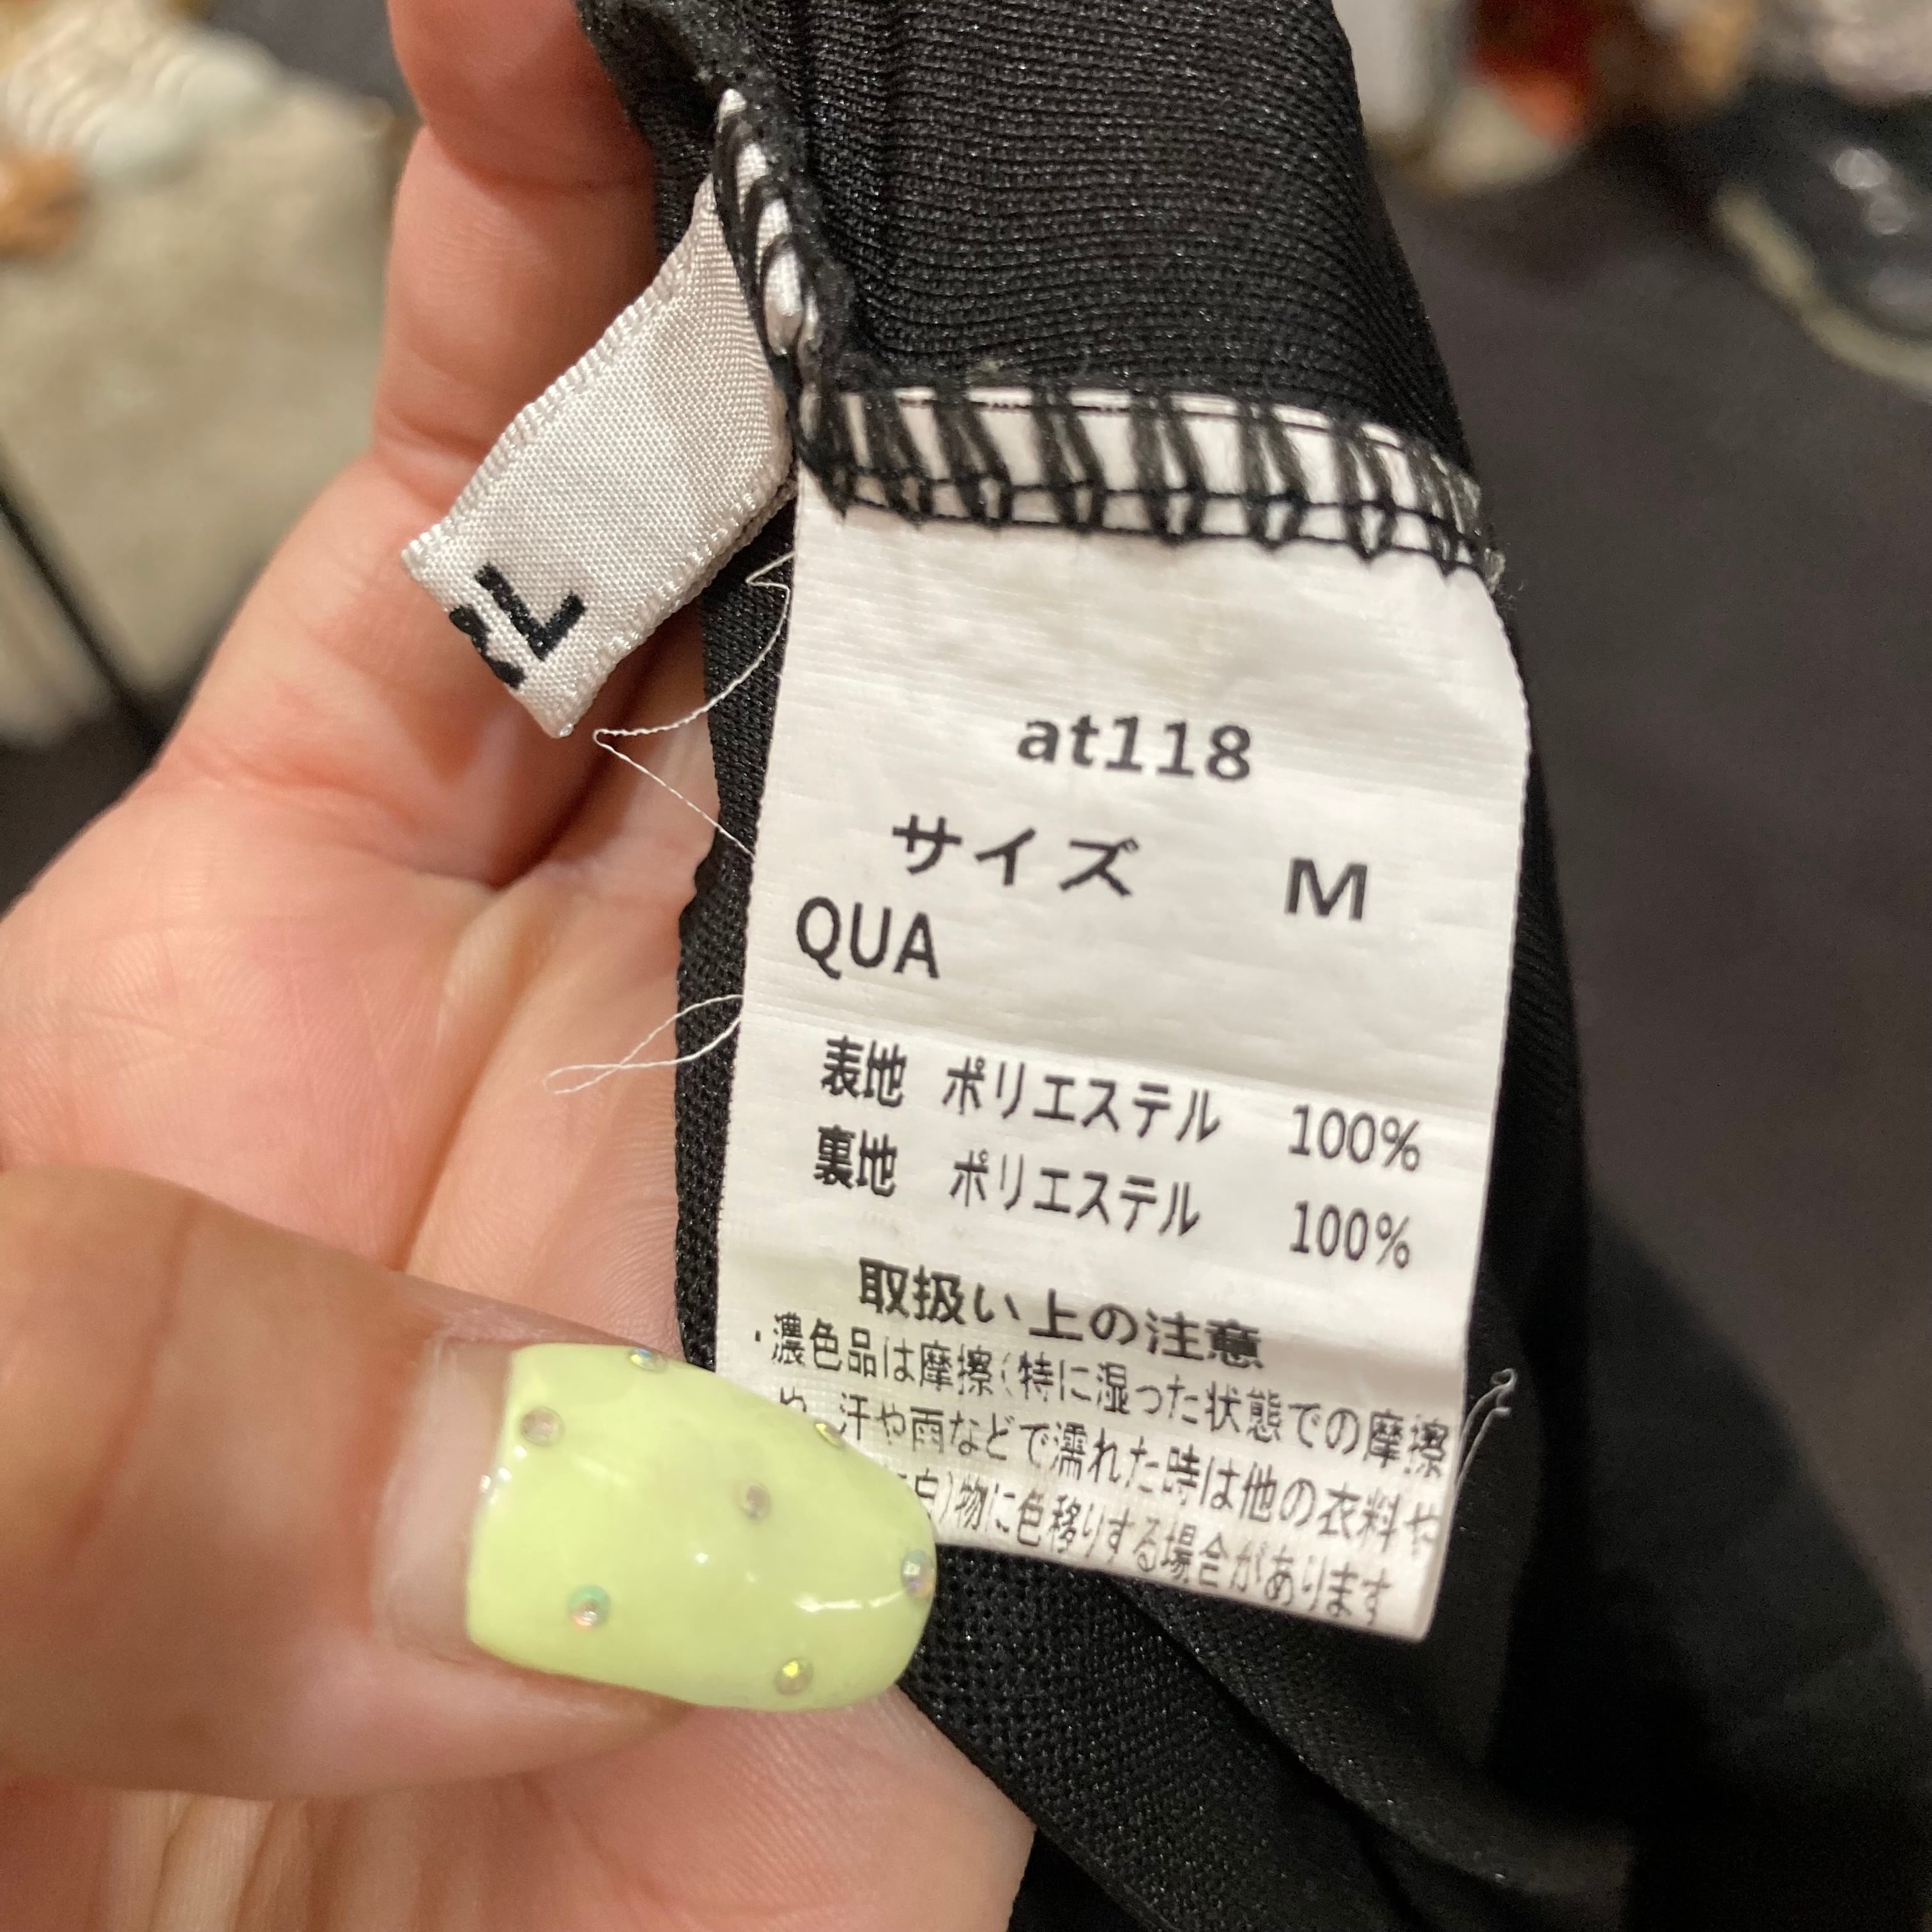 XL
at118
サイズ M
QUA
表地 ポリエステル 100%
裏地 ポリエステル 100%
取扱い上の注意
・濃色品は摩擦(特に湿った状態での摩擦
や、汗や雨などで濡れた時は他の衣料や
)物に色移りする場合があります